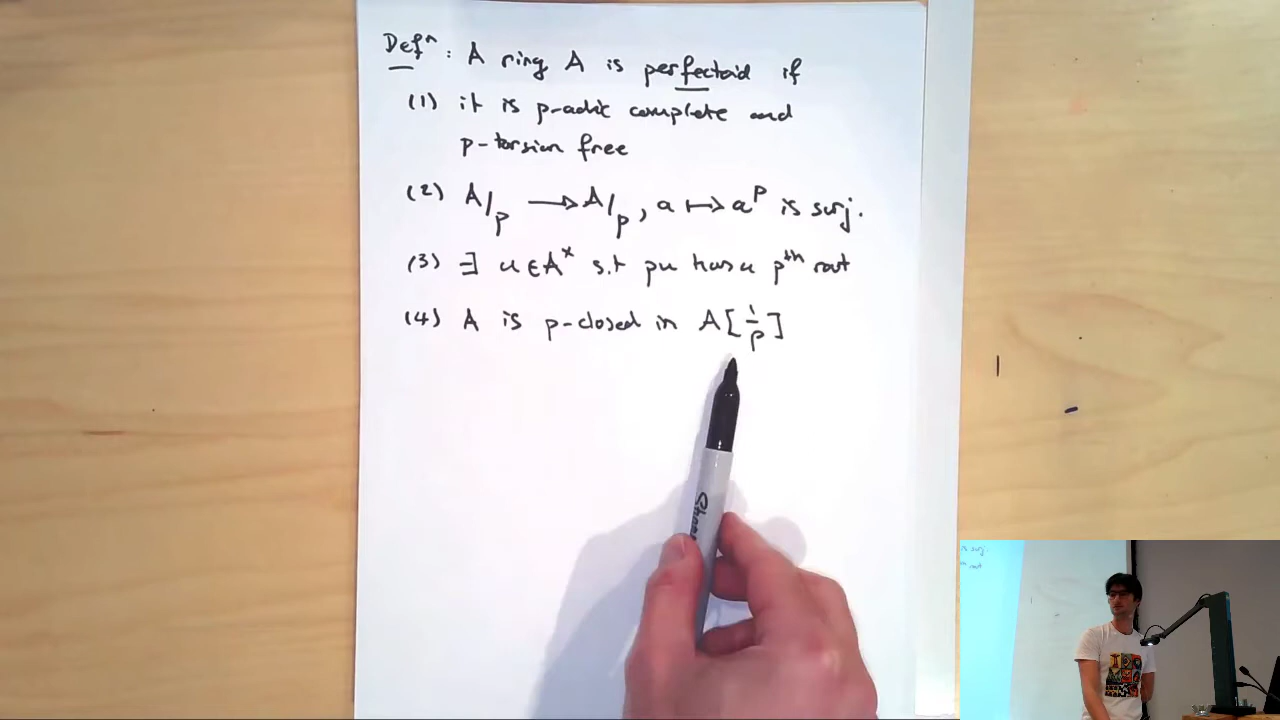 Defⁿ: A ring A is perfectoid if
(1) it is p-adic complete and
p-torsion free
(2) A/p → A/p, a ↦ aᵖ is surj.
(3) ∃ u ∈ Aˣ s.t pu has a pᵗʰ root
(4) A is p-closed in A[1/p]